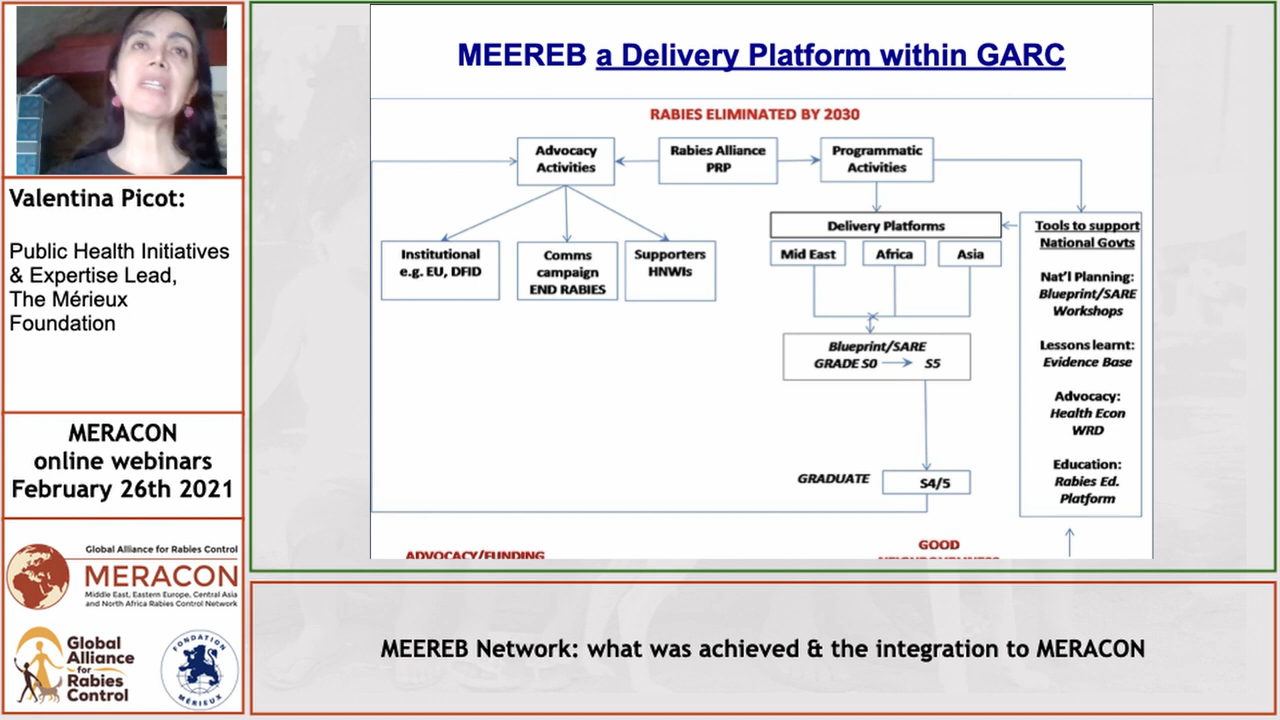 MEEREB a Delivery Platform within GARC
RABIES ELIMINATED BY 2030
Advocacy
Activities
Rabies Alliance
PRP
Programmatic
Activities
Institutional
e.g. EU, DFID
Comms
campaign
END RABIES
Supporters
HNWIs
Delivery Platforms
Mid East
Africa
Asia
Blueprint/SARE
GRADE S0
S5
GRADUATE
S4/5
Tools to support
National Govts
Nat'l Planning:
Blueprint/SARE
Workshops
Lessons learnt:
Evidence Base
Advocacy:
Health Econ
WRD
Education:
Rabies Ed.
Platform
ADVOCACY/FUNDING
GOOD
Valentina Picot:
Public Health Initiatives
& Expertise Lead,
The Mérieux
Foundation
MERACON
online webinars
February 26th 2021
Global Alliance for Rabies Control
MERACON
Middle East, Eastern Europe, Central Asia
and North Africa Rabies Control Network
Global
Alliance
for
Rabies
Control
FONDATION
MÉRIEUX
MEEREB Network: what was achieved & the integration to MERACON